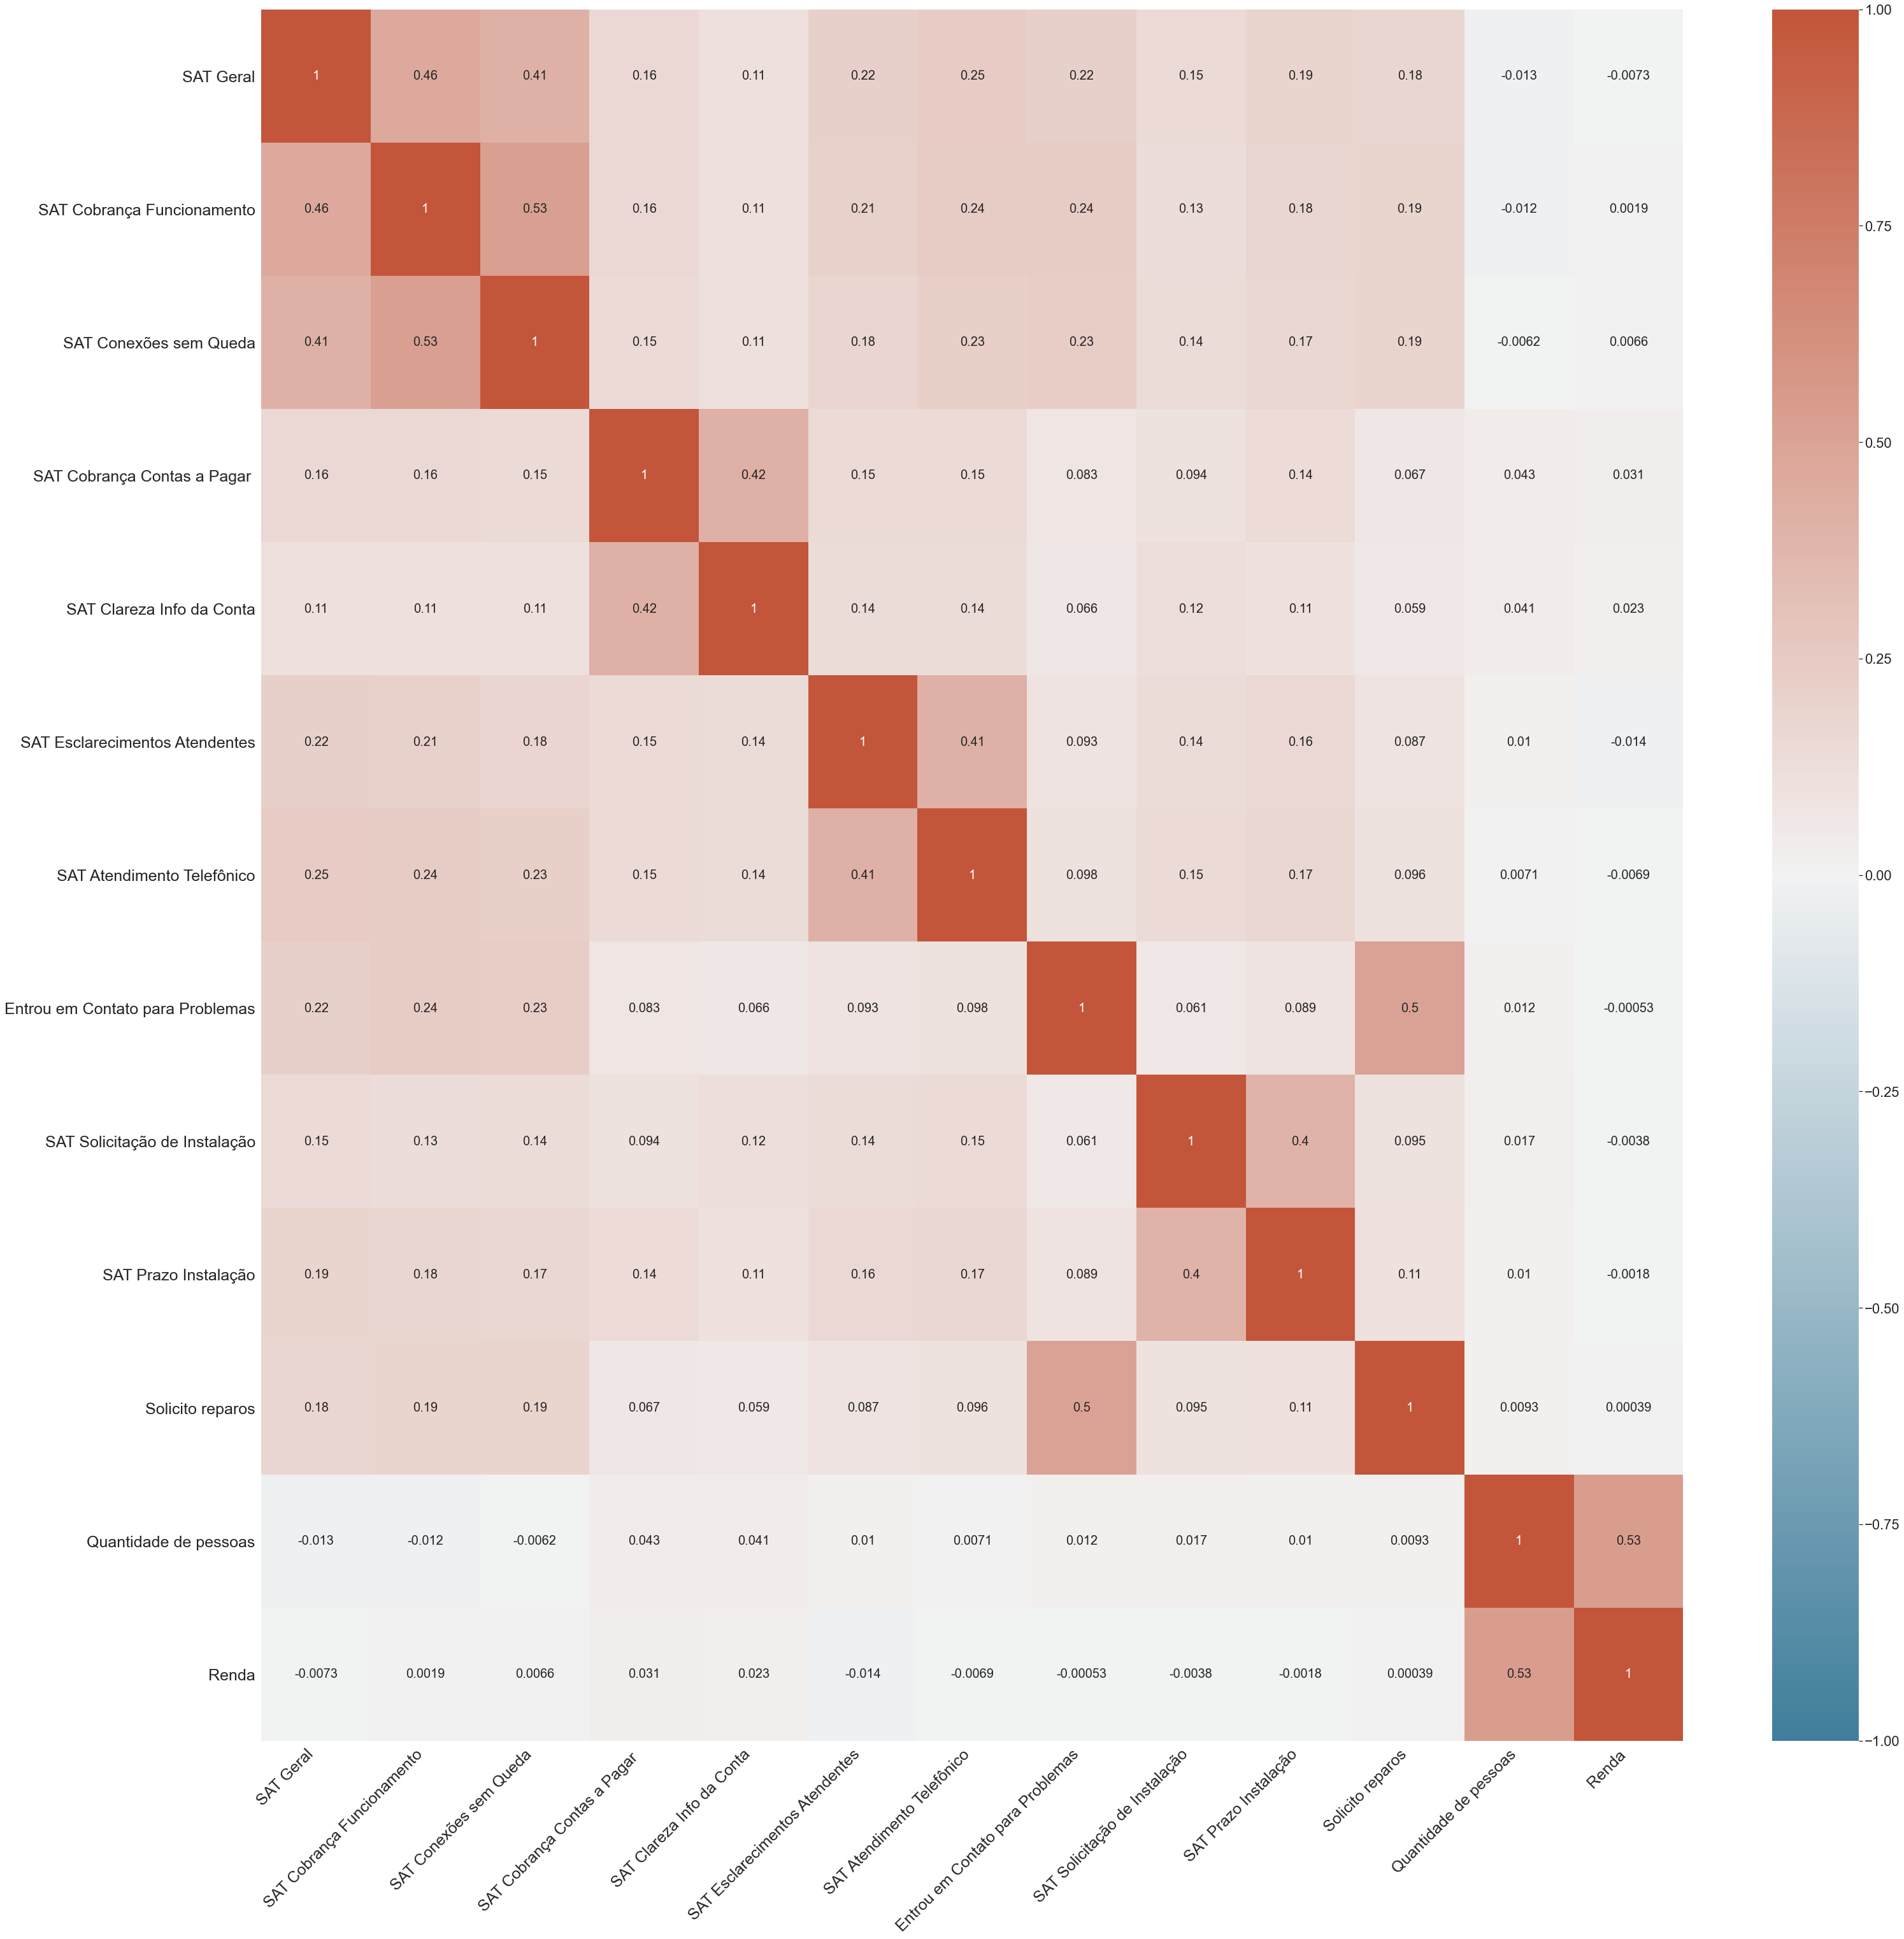 SAT Geral 1 0.46 0.41 0.16 0.11 0.22 0.25 0.22 0.15 0.19 0.18 -0.013 -0.0073
SAT Cobrança Funcionamento 0.46 1 0.53 0.16 0.11 0.21 0.24 0.24 0.13 0.18 0.19 -0.012 0.0019
SAT Conexões sem Queda 0.41 0.53 1 0.15 0.11 0.18 0.23 0.23 0.14 0.17 0.19 -0.0062 0.0066
SAT Cobrança Contas a Pagar 0.16 0.16 0.15 1 0.42 0.15 0.15 0.083 0.094 0.14 0.067 0.043 0.031
SAT Clareza Info da Conta 0.11 0.11 0.11 0.42 1 0.14 0.14 0.066 0.12 0.11 0.059 0.041 0.023
SAT Esclarecimentos Atendentes 0.22 0.21 0.18 0.15 0.14 1 0.41 0.093 0.14 0.16 0.087 0.01 -0.014
SAT Atendimento Telefônico 0.25 0.24 0.23 0.15 0.14 0.41 1 0.098 0.15 0.17 0.096 0.0071 -0.0069
Entrou em Contato para Problemas 0.22 0.24 0.23 0.083 0.066 0.093 0.098 1 0.061 0.089 0.5 0.012 -0.00053
SAT Solicitação de Instalação 0.15 0.13 0.14 0.094 0.12 0.14 0.15 0.061 1 0.4 0.095 0.017 -0.0038
SAT Prazo Instalação 0.19 0.18 0.17 0.14 0.11 0.16 0.17 0.089 0.4 1 0.11 0.01 -0.0018
Solicito reparos 0.18 0.19 0.19 0.067 0.059 0.087 0.096 0.5 0.095 0.11 1 0.0093 0.00039
Quantidade de pessoas -0.013 -0.012 -0.0062 0.043 0.041 0.01 0.0071 0.012 0.017 0.01 0.0093 1 0.53
Renda -0.0073 0.0019 0.0066 0.031 0.023 -0.014 -0.0069 -0.00053 -0.0038 -0.0018 0.00039 0.53 1
SAT Geral
SAT Cobrança Funcionamento
SAT Conexões sem Queda
SAT Cobrança Contas a Pagar
SAT Clareza Info da Conta
SAT Esclarecimentos Atendentes
SAT Atendimento Telefônico
Entrou em Contato para Problemas
SAT Solicitação de Instalação
SAT Prazo Instalação
Solicito reparos
Quantidade de pessoas
Renda
1.00
0.75
0.50
0.25
0.00
−0.25
−0.50
−0.75
−1.00